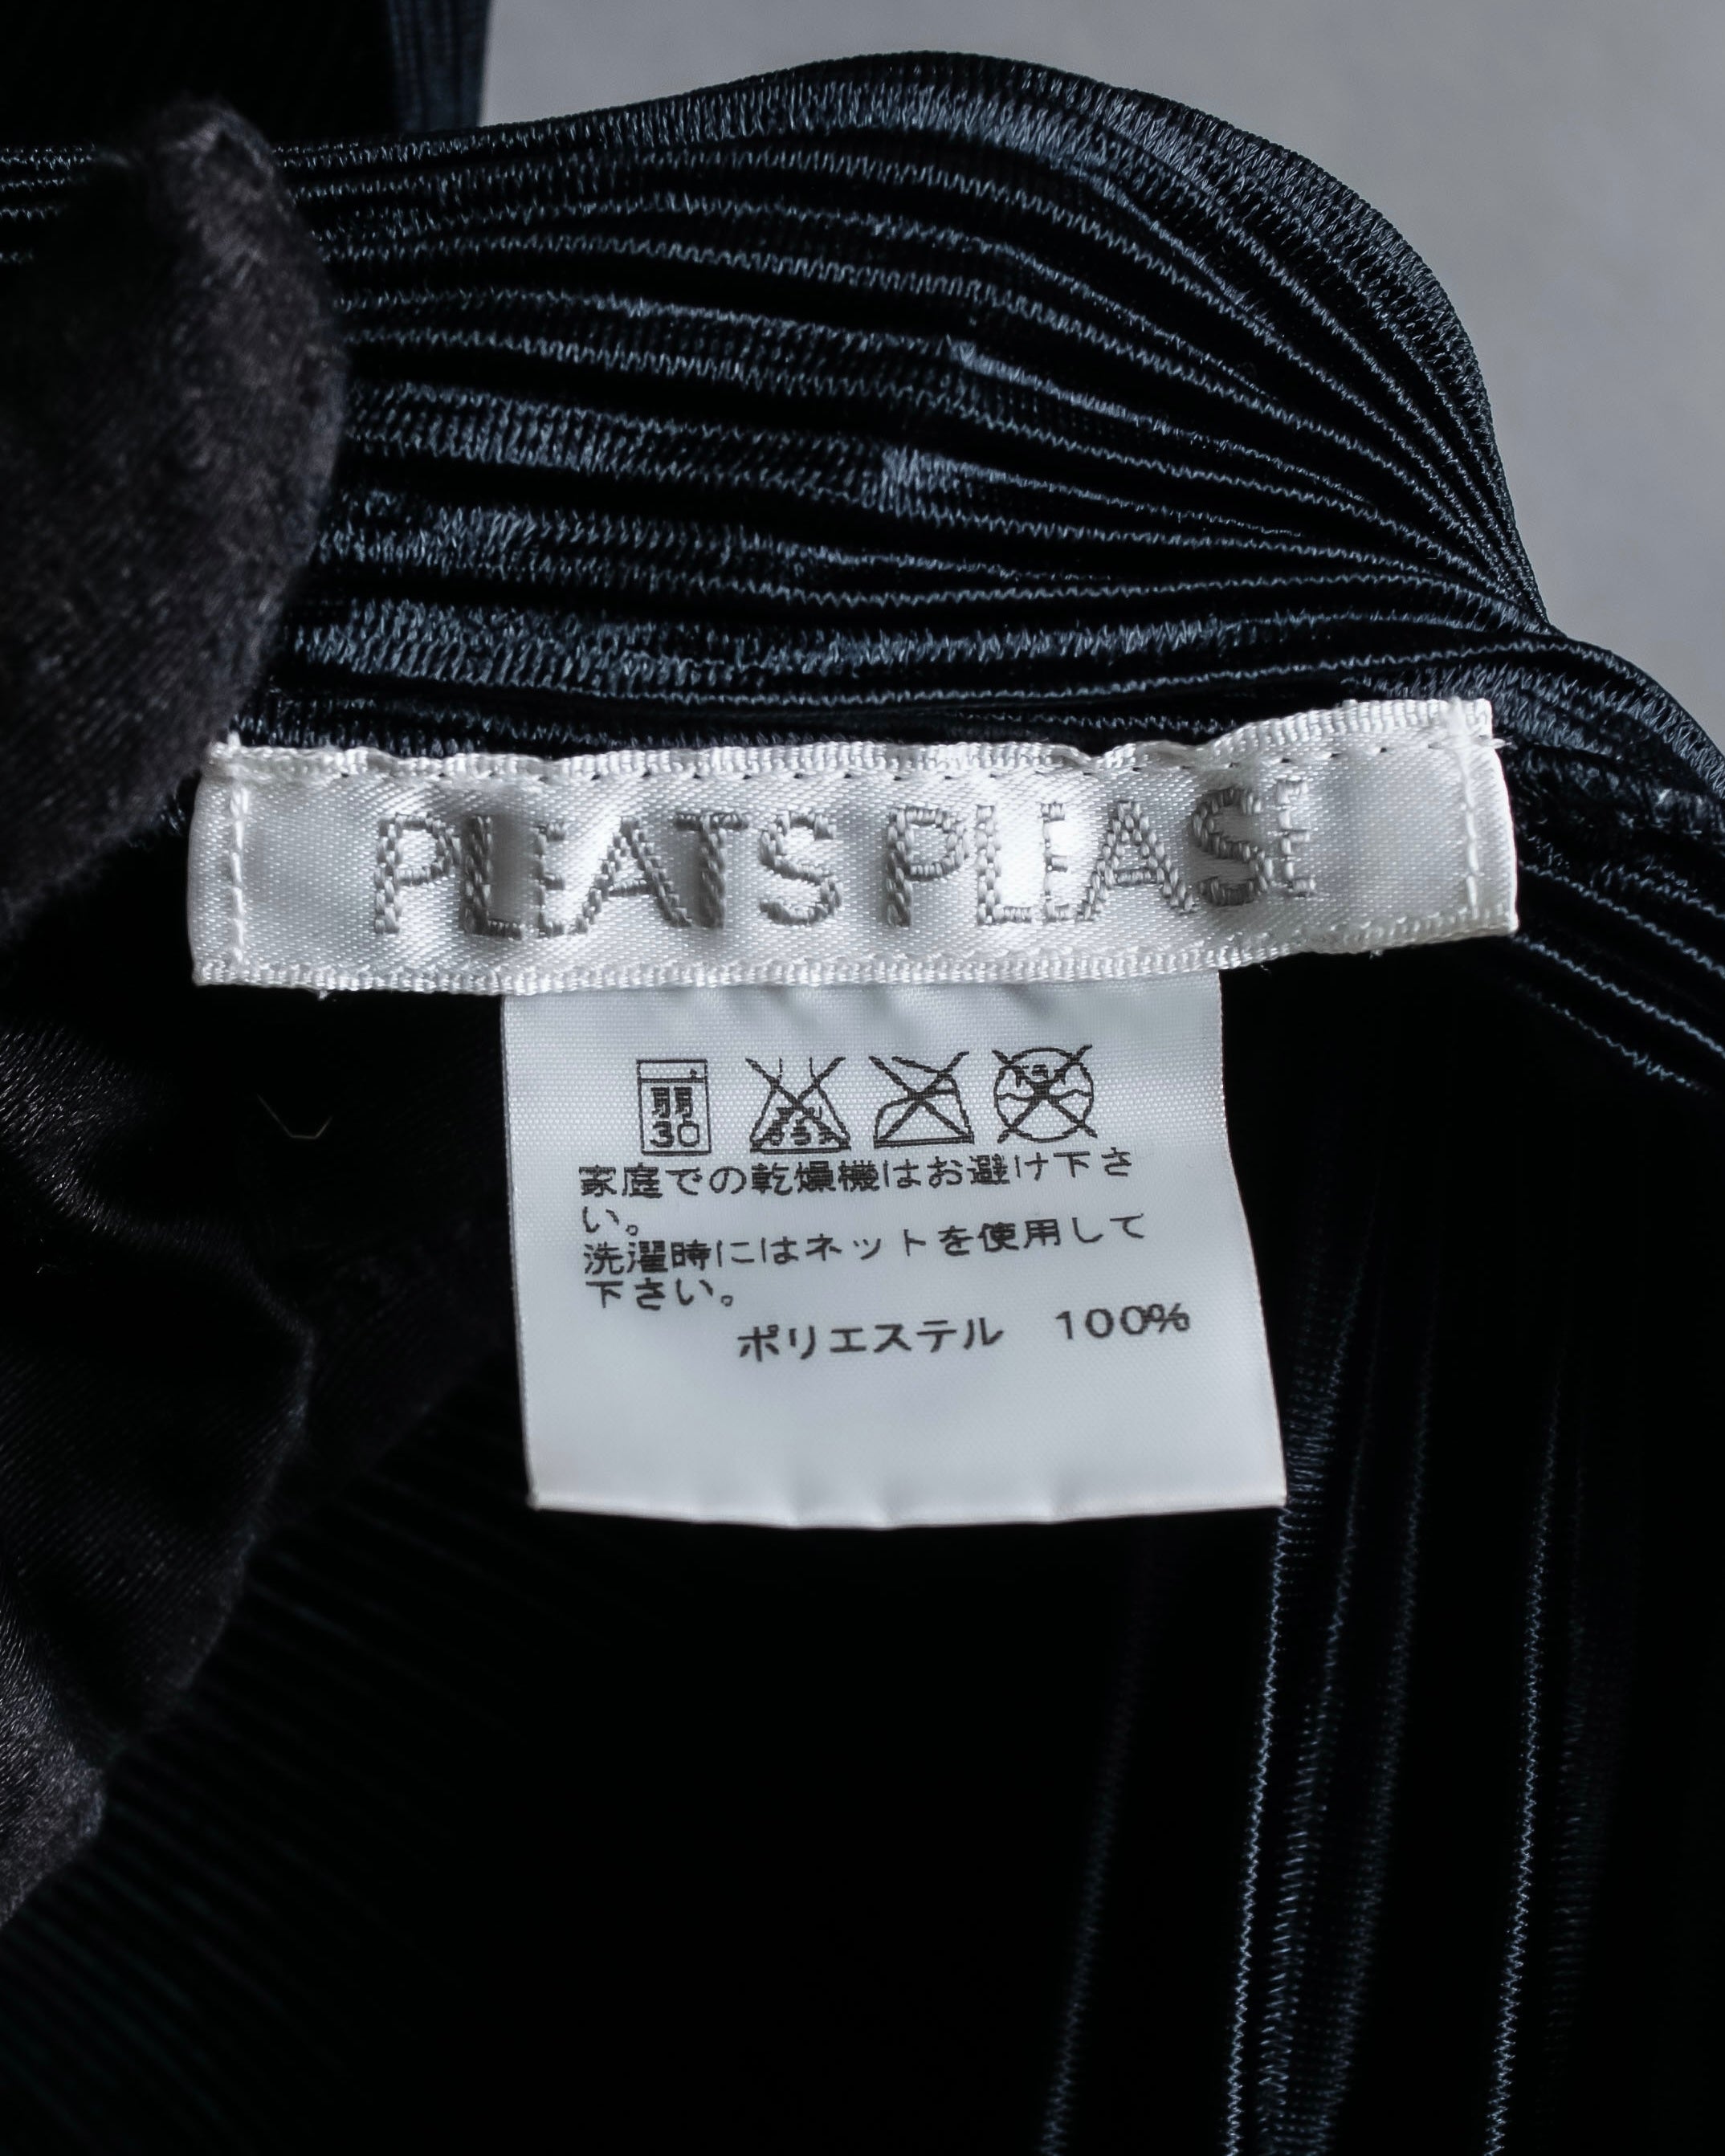 PLEATS PLEASE
弱
30
家庭での乾燥機はお避け下さ
い。
洗濯時にはネットを使用して
下さい。
ポリエステル 100%